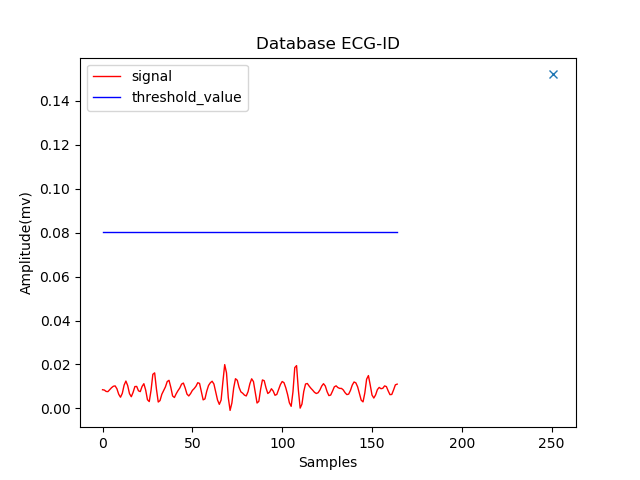 Database ECG-ID
signal
threshold_value
0.14
0.12
0.10
0.08
0.06
0.04
0.02
0.00
Amplitude(mv)
0 50 100 150 200 250
Samples